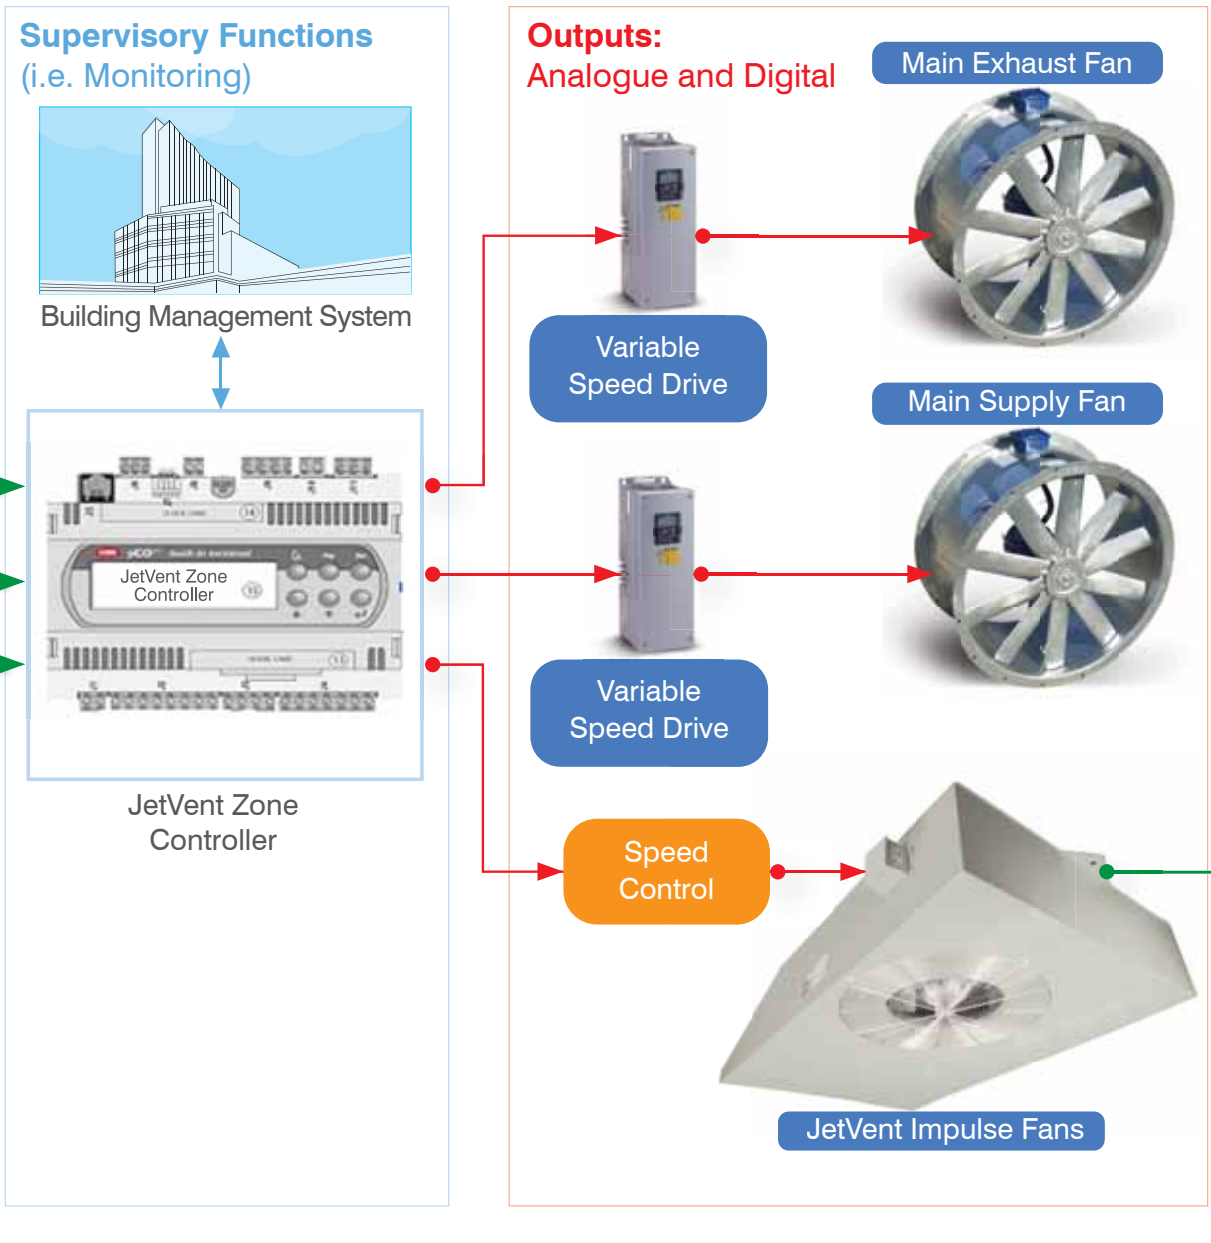 Supervisory Functions
(i.e. Monitoring)
Building Management System
JetVent Zone
Controller
JetVent Zone
Controller
Outputs:
Analogue and Digital
Main Exhaust Fan
Variable
Speed Drive
Main Supply Fan
Variable
Speed Drive
Speed
Control
JetVent Impulse Fans